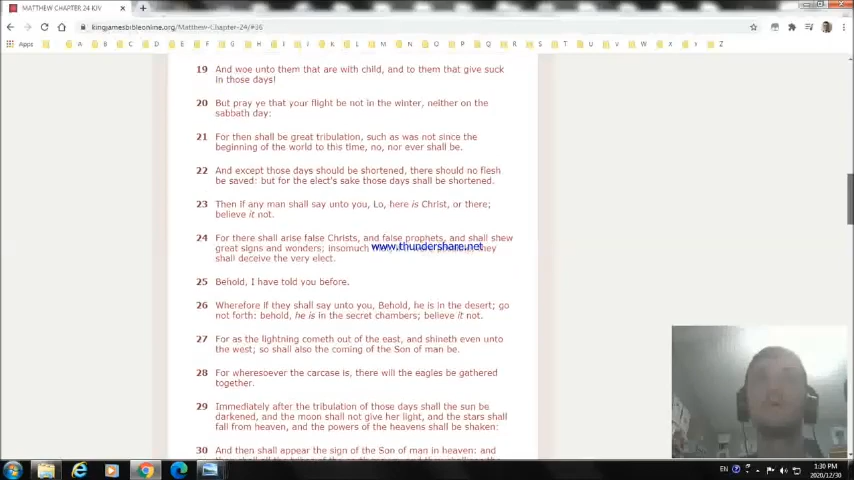 MATTHEW CHAPTER 24 KJV
kingjamesbibleonline.org/Matthew-Chapter-24/#36
Apps A B C D E F G H I J K L M N O P Q R S T U V W X Y Z
19 And woe unto them that are with child, and to them that give suck
in those days!
20 But pray ye that your flight be not in the winter, neither on the
sabbath day:
21 For then shall be great tribulation, such as was not since the
beginning of the world to this time, no, nor ever shall be.
22 And except those days should be shortened, there should no flesh
be saved: but for the elect's sake those days shall be shortened.
23 Then if any man shall say unto you, Lo, here is Christ, or there;
believe it not.
24 For there shall arise false Christs, and false prophets, and shall shew
www.thundershare.net
great signs and wonders; insomuch they
shall deceive the very elect.
25 Behold, I have told you before.
26 Wherefore if they shall say unto you, Behold, he is in the desert; go
not forth: behold, he is in the secret chambers; believe it not.
27 For as the lightning cometh out of the east, and shineth even unto
the west; so shall also the coming of the Son of man be.
28 For wheresoever the carcase is, there will the eagles be gathered
together.
29 Immediately after the tribulation of those days shall the sun be
darkened, and the moon shall not give her light, and the stars shall
fall from heaven, and the powers of the heavens shall be shaken:
30 And then shall appear the sign of the Son of man in heaven: and
EN
1:30 PM
2020/12/30